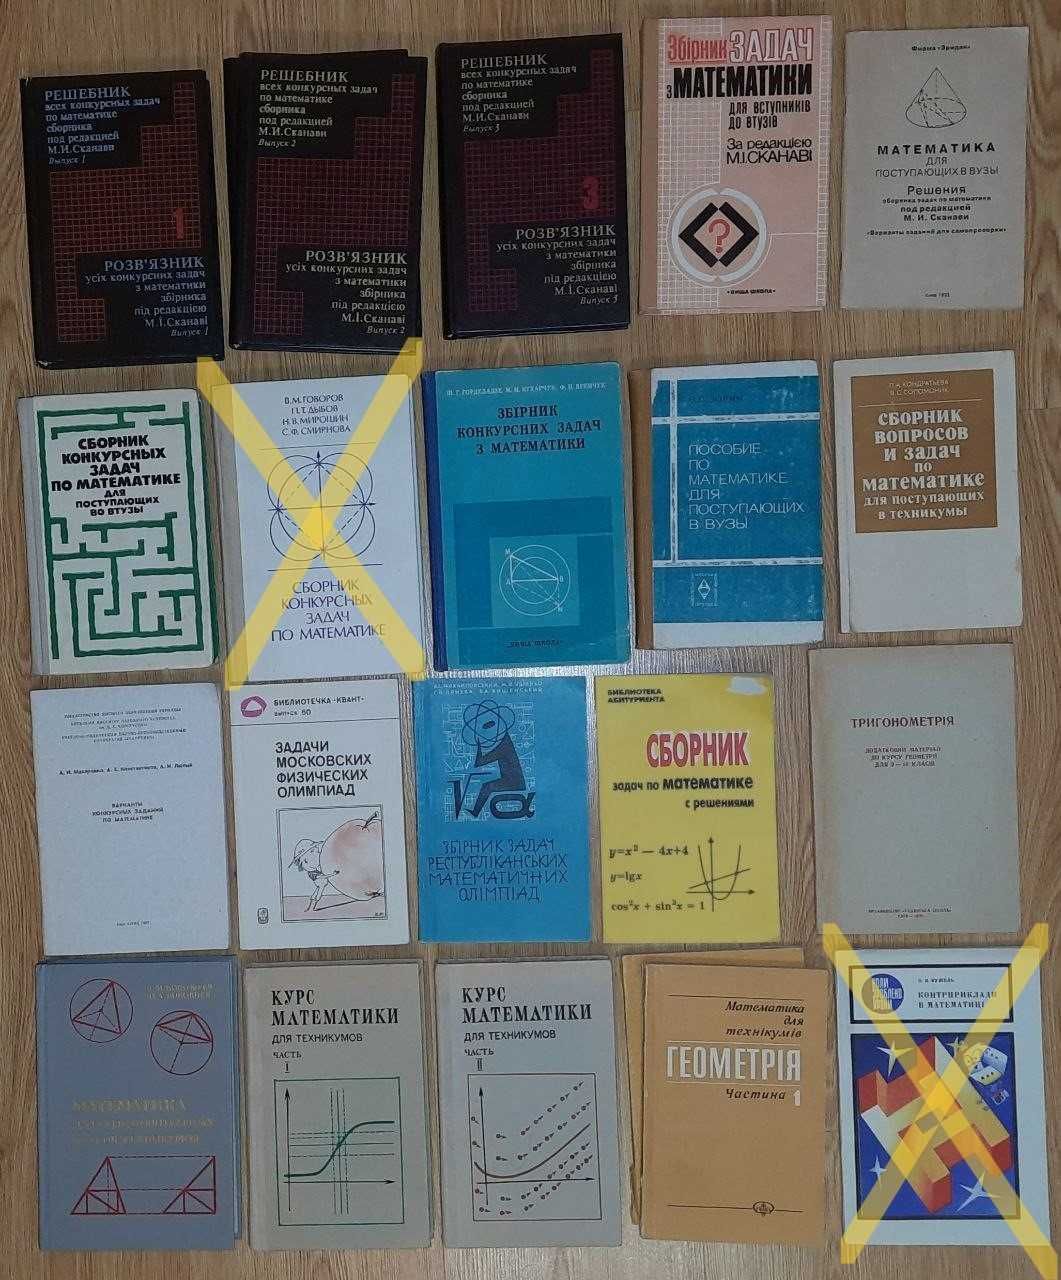 РЕШЕБНИК
всех конкурсных задач
по математике
сборника
под редакцией
М.И.Сканави
Выпуск 1
1
РОЗВ'ЯЗНИК
усіх конкурсних задач
з математики
збірника
під редакцією
М.І.Сканаві
Випуск 1
РЕШЕБНИК
всех конкурсных задач
по математике
сборника
под редакцией
М.И.Сканави
Выпуск 2
РОЗВ'ЯЗНИК
усіх конкурсних задач
з математики
збірника
під редакцією
М.І.Сканаві
Випуск 2
РЕШЕБНИК
всех конкурсных задач
по математике
сборника
под редакцией
М.И.Сканави
Выпуск 3
3
РОЗВ'ЯЗНИК
усіх конкурсних задач
з математики
збірника
під редакцією
М.І.Сканаві
Випуск 3
Збірник ЗАДАЧ
з МАТЕМАТИКИ
ДЛЯ ВСТУПНИКІВ
ДО ВТУЗІВ
За редакцією
М.І.СКАНАВІ
?
«ВИЩА ШКОЛА»
Фирма «Эридан»
МАТЕМАТИКА
ДЛЯ
ПОСТУПАЮЩИХ В ВУЗЫ
Решения
сборника задач по математике
под редакцией
М. И. Сканави
«Варианты заданий для самопроверки»
СБОРНИК
КОНКУРСНЫХ
ЗАДАЧ
ПО МАТЕМАТИКЕ
ДЛЯ
ПОСТУПАЮЩИХ
ВО ВТУЗЫ
В.М.ГОВОРОВ
П.Т.ДЫБОВ
Н.В.МИРОШИН
С.Ф.СМИРНОВА
СБОРНИК
КОНКУРСНЫХ
ЗАДАЧ
ПО МАТЕМАТИКЕ
ЗБІРНИК
КОНКУРСНИХ ЗАДАЧ
З МАТЕМАТИКИ
M
A
B
N
«ВИЩА ШКОЛА»
ПОСОБИЕ
ПО
МАТЕМАТИКЕ
ДЛЯ
ПОСТУПАЮЩИХ
В ВУЗЫ
Л.А.КОНДРАТЬЕВА
В.С.СОЛОМОНИК
СБОРНИК
ВОПРОСОВ
И ЗАДАЧ
ПО
математике
для поступающих
в техникумы
ВАРИАНТЫ
КОНКУРСНЫХ ЗАДАНИЙ
ПО МАТЕМАТИКЕ
БИБЛИОТЕЧКА «КВАНТ»
выпуск 60
ЗАДАЧИ
МОСКОВСКИХ
ФИЗИЧЕСКИХ
ОЛИМПИАД
ЗБІРНИК ЗАДАЧ
РЕСПУБЛІКАНСЬКИХ
МАТЕМАТИЧНИХ
ОЛІМПІАД
БИБЛИОТЕКА
АБИТУРИЕНТА
СБОРНИК
задач по математике
с решениями
y=x² — 4x+4
y=lgx
cos²x + sin²x = 1
ТРИГОНОМЕТРІЯ
ДОДАТКОВИЙ МАТЕРІАЛ
ДО КУРСУ ГЕОМЕТРІЇ
МАТЕМАТИКА
КУРС
МАТЕМАТИКИ
ДЛЯ ТЕХНИКУМОВ
ЧАСТЬ
I
КУРС
МАТЕМАТИКИ
ДЛЯ ТЕХНИКУМОВ
ЧАСТЬ
II
Математика
для
технікумів
ГЕОМЕТРІЯ
Частина 1
КОНТРПРИКЛАДИ
В МАТЕМАТИЦІ